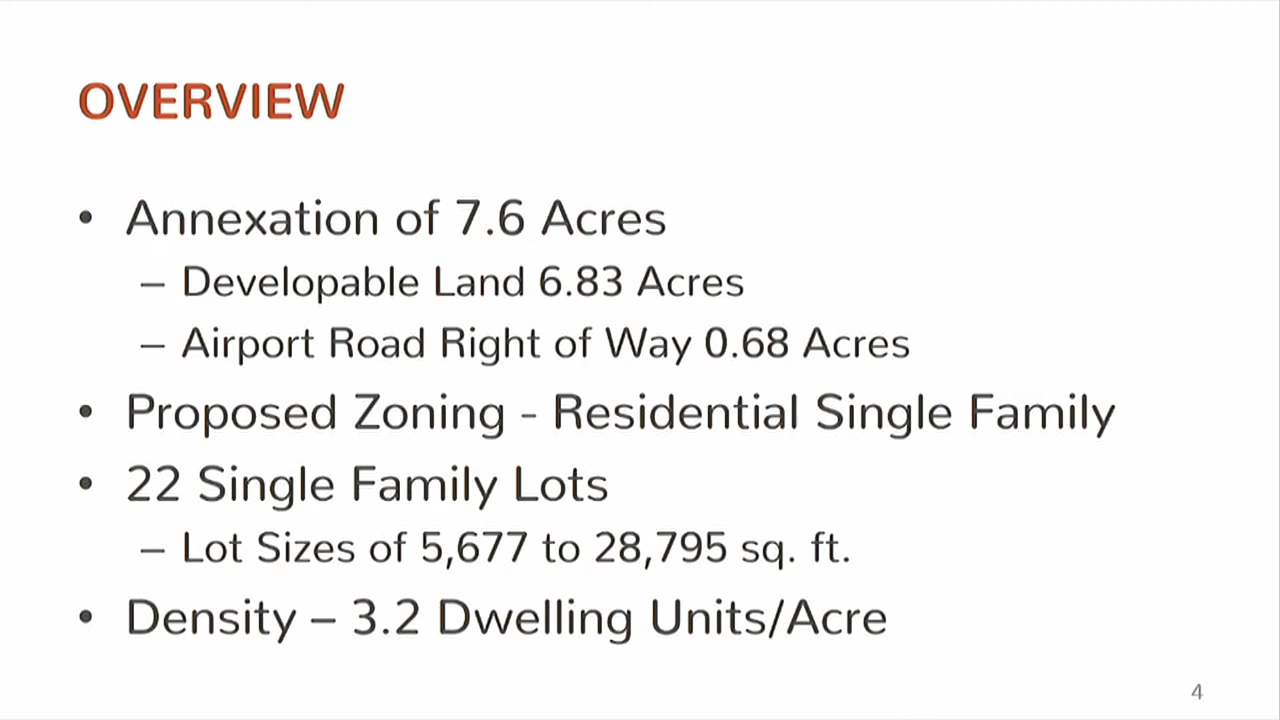 OVERVIEW
• Annexation of 7.6 Acres
– Developable Land 6.83 Acres
– Airport Road Right of Way 0.68 Acres
• Proposed Zoning - Residential Single Family
• 22 Single Family Lots
– Lot Sizes of 5,677 to 28,795 sq. ft.
• Density – 3.2 Dwelling Units/Acre
4